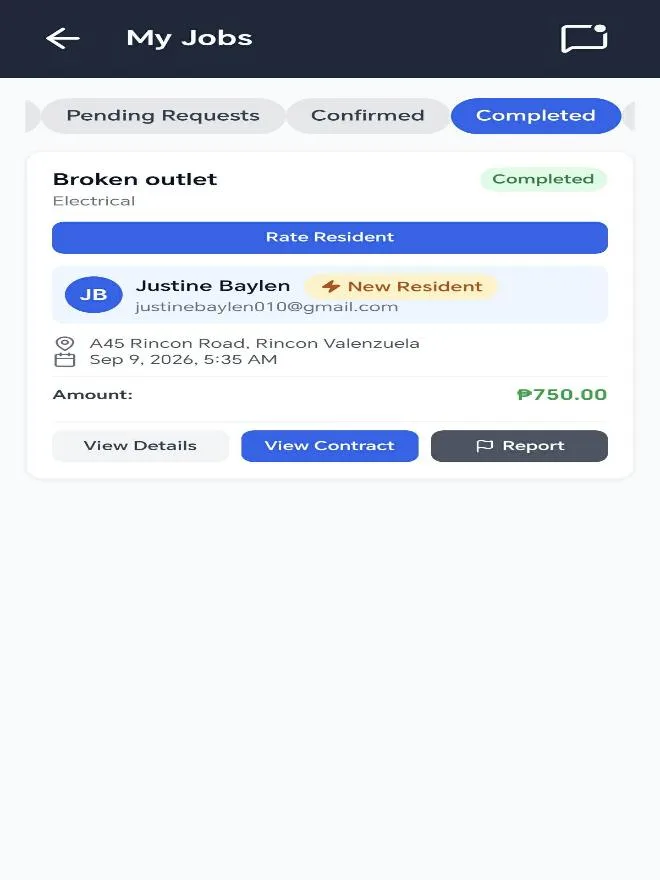 My Jobs
Pending Requests Confirmed Completed
Broken outlet Completed
Electrical
Rate Resident
JB Justine Baylen New Resident
justinebaylen010@gmail.com
A45 Rincon Road, Rincon Valenzuela
Sep 9, 2026, 5:35 AM
Amount: ₱750.00
View Details View Contract Report